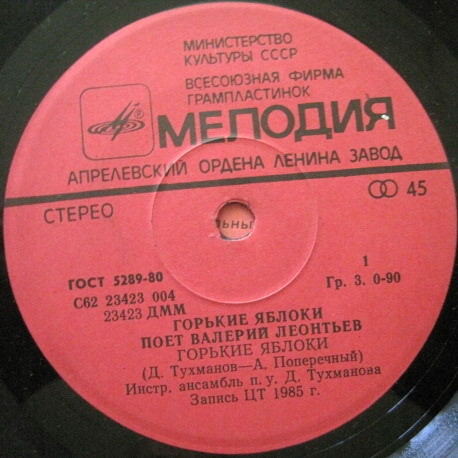 МИНИСТЕРСТВО
КУЛЬТУРЫ СССР
ВСЕСОЮЗНАЯ ФИРМА
ГРАМПЛАСТИНОК
МЕЛОДИЯ
АПРЕЛЕВСКИЙ ОРДЕНА ЛЕНИНА ЗАВОД
СТЕРЕО
45
ГОСТ 5289-80
1
С62 23423 004
Гр. 3. 0-90
23423 ДММ
ГОРЬКИЕ ЯБЛОКИ
ПОЕТ ВАЛЕРИЙ ЛЕОНТЬЕВ
ГОРЬКИЕ ЯБЛОКИ
(Д. Тухманов—А. Поперечный)
Инстр. ансамбль п. у. Д. Тухманова
Запись ЦТ 1985 г.